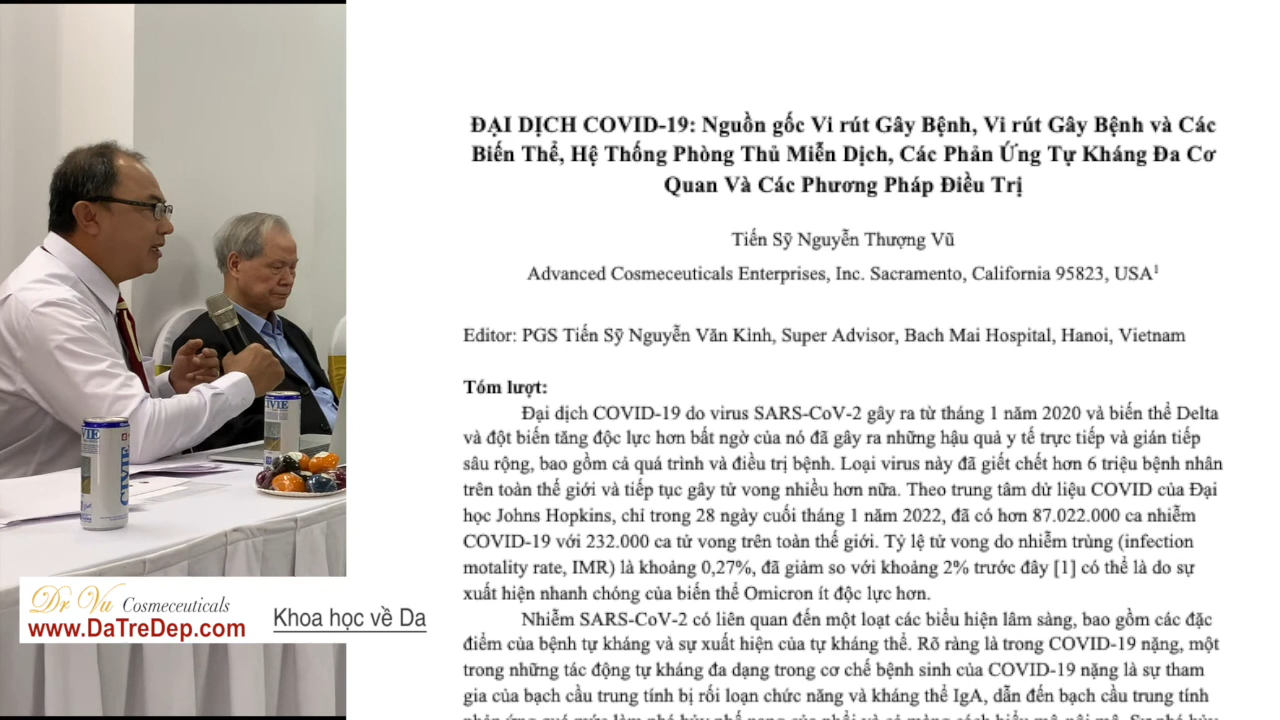 ĐẠI DỊCH COVID-19: Nguồn gốc Vi rút Gây Bệnh, Vi rút Gây Bệnh và Các
Biến Thể, Hệ Thống Phòng Thủ Miễn Dịch, Các Phản Ứng Tự Kháng Đa Cơ
Quan Và Các Phương Pháp Điều Trị
Tiến Sỹ Nguyễn Thượng Vũ
Advanced Cosmeceuticals Enterprises, Inc. Sacramento, California 95823, USA¹
Editor: PGS Tiến Sỹ Nguyễn Văn Kình, Super Advisor, Bach Mai Hospital, Hanoi, Vietnam
Tóm lượt:
Đại dịch COVID-19 do virus SARS-CoV-2 gây ra từ tháng 1 năm 2020 và biến thể Delta
và đột biến tăng độc lực hơn bất ngờ của nó đã gây ra những hậu quả y tế trực tiếp và gián tiếp
sâu rộng, bao gồm cả quá trình và điều trị bệnh. Loại virus này đã giết chết hơn 6 triệu bệnh nhân
trên toàn thế giới và tiếp tục gây tử vong nhiều hơn nữa. Theo trung tâm dữ liệu COVID của Đại
học Johns Hopkins, chỉ trong 28 ngày cuối tháng 1 năm 2022, đã có hơn 87.022.000 ca nhiễm
COVID-19 với 232.000 ca tử vong trên toàn thế giới. Tỷ lệ tử vong do nhiễm trùng (infection
motality rate, IMR) là khoảng 0,27%, đã giảm so với khoảng 2% trước đây [1] có thể là do sự
xuất hiện nhanh chóng của biến thể Omicron ít độc lực hơn.
Nhiễm SARS-CoV-2 có liên quan đến một loạt các biểu hiện lâm sàng, bao gồm các đặc
điểm của bệnh tự kháng và sự xuất hiện của tự kháng thể. Rõ ràng là trong COVID-19 nặng, một
trong những tác động tự kháng đa dạng trong cơ chế bệnh sinh của COVID-19 nặng là sự tham
gia của bạch cầu trung tính bị rối loạn chức năng và kháng thể IgA, dẫn đến bạch cầu trung tính
CIVIE
CIVIE
Dr Vu Cosmeceuticals
www.DaTreDep.com
Khoa học về Da